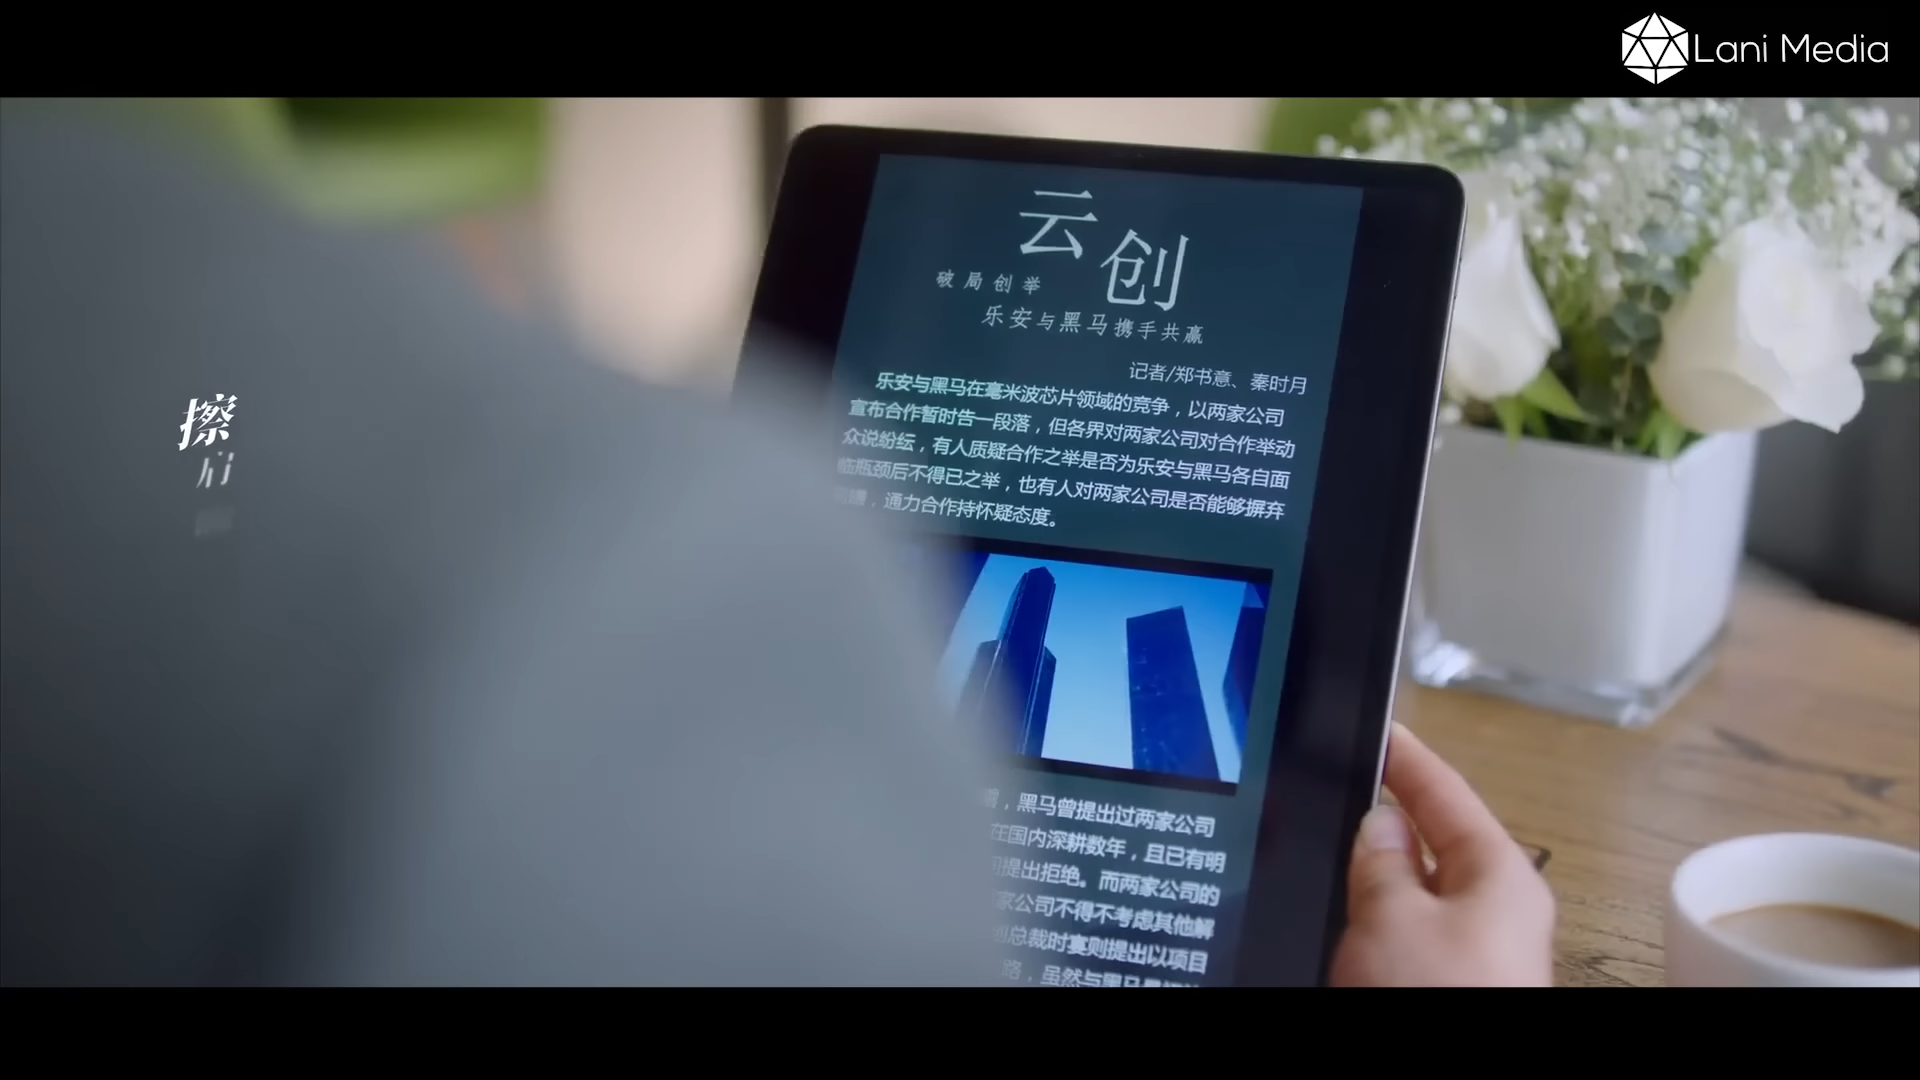 Lani Media
云创
破局创举
乐安与黑马携手共赢
记者/郑书意、秦时月
乐安与黑马在毫米波芯片领域的竞争，以两家公司
宣布合作暂时告一段落，但各界对两家公司对合作举动
众说纷纭，有人质疑合作之举是否为乐安与黑马各自面
临瓶颈后不得已之举，也有人对两家公司是否能够摒弃
，通力合作持怀疑态度。
擦
，黑马曾提出过两家公司
在国内深耕数年，且已有明
提出拒绝。而两家公司的
家公司不得不考虑其他解
总裁时宴则提出以项目
路，虽然与黑马